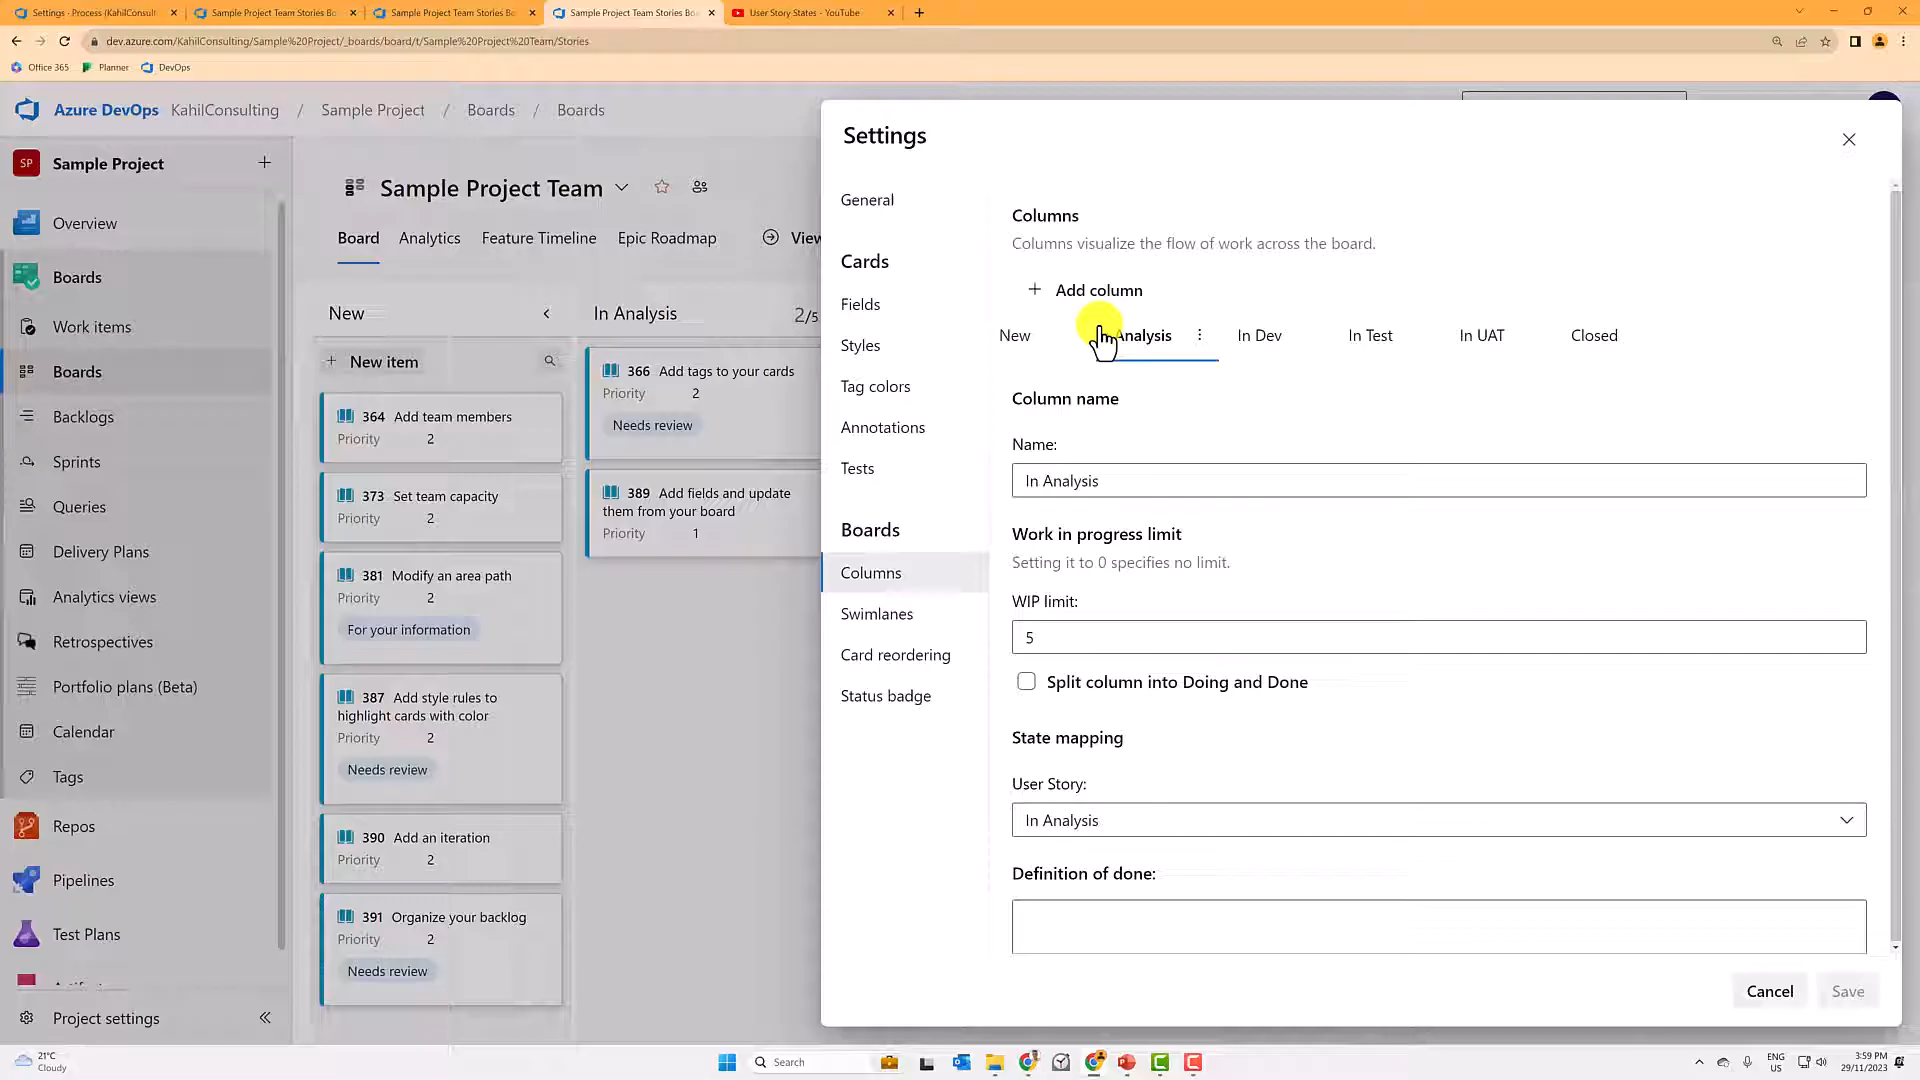 Settings - Process (KahilConsult
Sample Project Team Stories Bo
Sample Project Team Stories Bo
Sample Project Team Stories Bo
User Story States - YouTube
dev.azure.com/KahilConsulting/Sample%20Project/_boards/board/t/Sample%20Project%20Team/Stories
Office 365
Planner
DevOps
Azure DevOps
KahilConsulting / Sample Project / Boards / Boards
SP
Sample Project
Overview
Boards
Work items
Boards
Backlogs
Sprints
Queries
Delivery Plans
Analytics views
Retrospectives
Portfolio plans (Beta)
Calendar
Tags
Repos
Pipelines
Test Plans
Project settings
Sample Project Team
Board
Analytics
Feature Timeline
Epic Roadmap
View
New
New item
364 Add team members
Priority 2
373 Set team capacity
Priority 2
381 Modify an area path
Priority 2
For your information
387 Add style rules to
highlight cards with color
Priority 2
Needs review
390 Add an iteration
Priority 2
391 Organize your backlog
Priority 2
Needs review
In Analysis 2/5
366 Add tags to your cards
Priority 2
Needs review
389 Add fields and update
them from your board
Priority 1
Settings
General
Cards
Fields
Styles
Tag colors
Annotations
Tests
Boards
Columns
Swimlanes
Card reordering
Status badge
Columns
Columns visualize the flow of work across the board.
Add column
New
Analysis
In Dev
In Test
In UAT
Closed
Column name
Name:
In Analysis
Work in progress limit
Setting it to 0 specifies no limit.
WIP limit:
5
Split column into Doing and Done
State mapping
User Story:
In Analysis
Definition of done:
Cancel
Save
21°C
Cloudy
Search
ENG
US
3:59 PM
29/11/2023